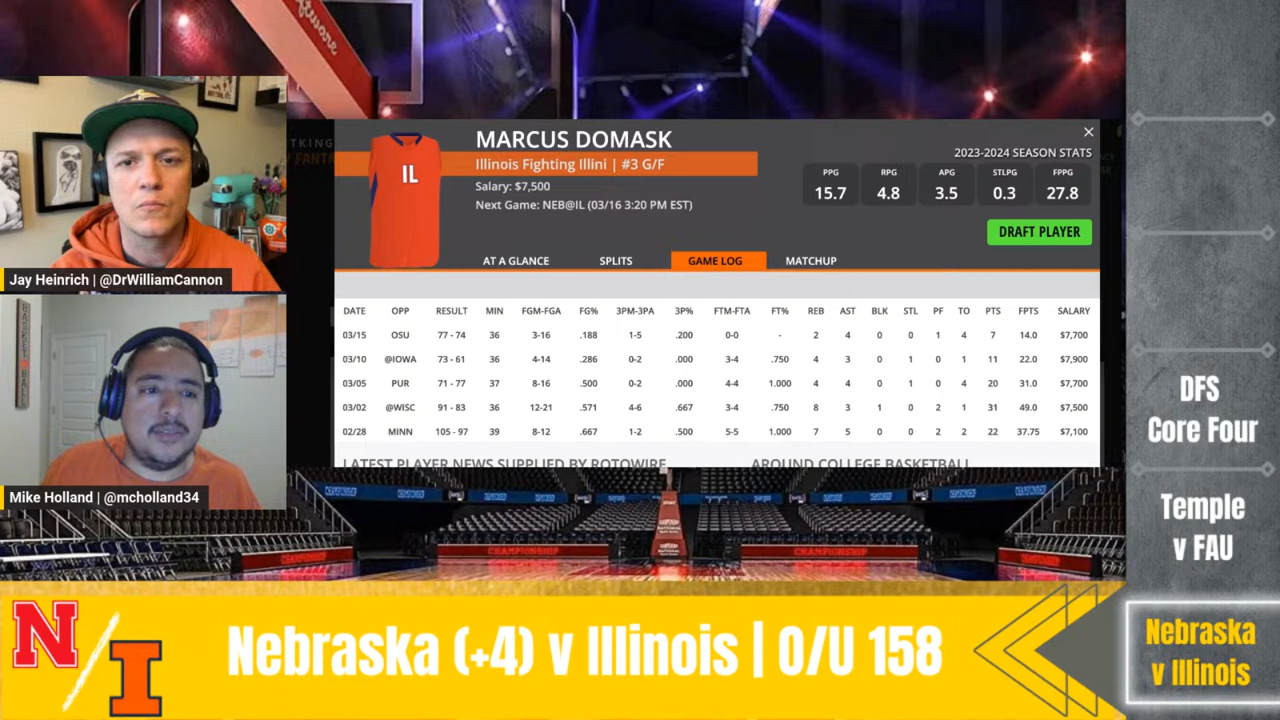 MARCUS DOMASK
Illinois Fighting Illini | #3 G/F
Salary: $7,500
Next Game: NEB@IL (03/16 3:20 PM EST)
IL
2023-2024 SEASON STATS
PPG RPG APG STLPG FPPG
15.7 4.8 3.5 0.3 27.8
DRAFT PLAYER
AT A GLANCE SPLITS GAME LOG MATCHUP
DATE OPP RESULT MIN FGM-FGA FG% 3PM-3PA 3P% FTM-FTA FT% REB AST BLK STL PF TO PTS FPTS SALARY
03/15 OSU 77 - 74 36 3-16 .188 1-5 .200 0-0 - 2 4 0 0 1 4 7 14.0 $7,700
03/10 @IOWA 73 - 61 36 4-14 .286 0-2 .000 3-4 .750 4 3 0 1 0 1 11 22.0 $7,900
03/05 PUR 71 - 77 37 8-16 .500 0-2 .000 4-4 1.000 4 4 0 1 0 4 20 31.0 $7,700
03/02 @WISC 91 - 83 36 12-21 .571 4-6 .667 3-4 .750 8 3 1 0 2 1 31 49.0 $7,500
02/28 MINN 105 - 97 39 8-12 .667 1-2 .500 5-5 1.000 7 5 0 0 2 2 22 37.75 $7,100
LATEST PLAYER NEWS SUPPLIED BY ROTOWIRE AROUND COLLEGE BASKETBALL
Jay Heinrich | @DrWilliamCannon
Mike Holland | @mcholland34
CHAMPIONSHIP
CHAMPIONSHIP
DFS
Core Four
Temple
v FAU
Nebraska
v Illinois
N/I
Nebraska (+4) v Illinois | O/U 158